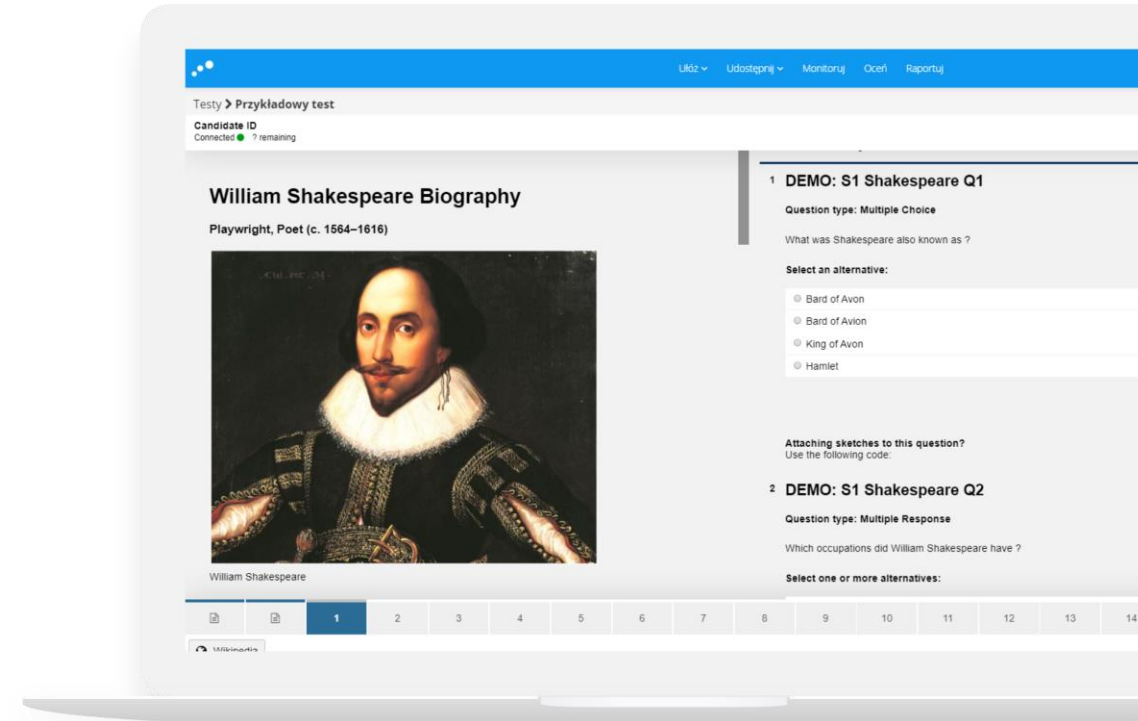 Ułóż Udostępnij Monitoruj Oceń Raportuj
Testy > Przykładowy test
Candidate ID
Connected ? remaining
William Shakespeare Biography
Playwright, Poet (c. 1564–1616)
William Shakespeare
1 DEMO: S1 Shakespeare Q1
Question type: Multiple Choice
What was Shakespeare also known as ?
Select an alternative:
Bard of Avon
Bard of Avion
King of Avon
Hamlet
Attaching sketches to this question?
Use the following code:
2 DEMO: S1 Shakespeare Q2
Question type: Multiple Response
Which occupations did William Shakespeare have ?
Select one or more alternatives:
1 2 3 4 5 6 7 8 9 10 11 12 13 14
Wikipedia